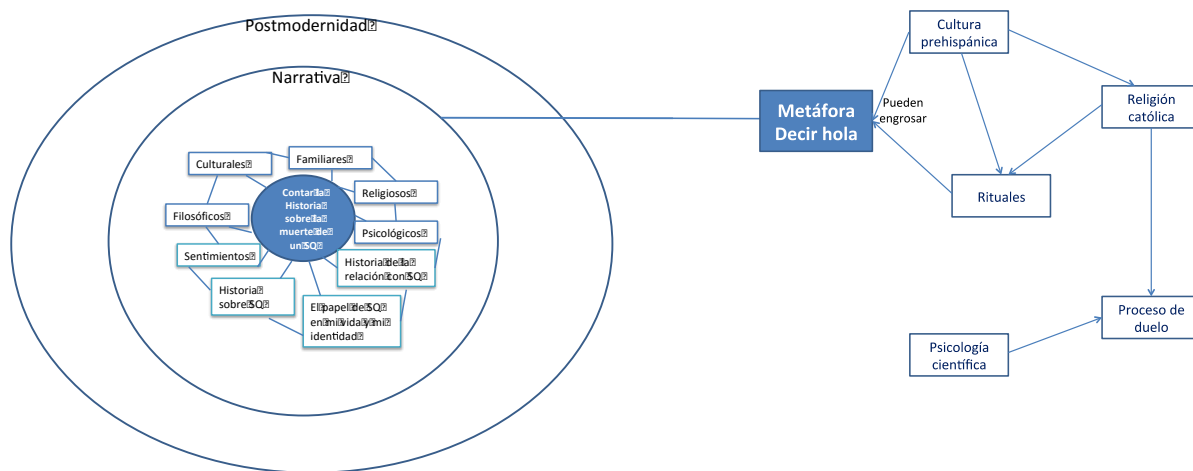 Postmodernidad
Narrativa
Culturales
Familiares
Religiosos
Filosóficos
Psicológicos
Sentimientos
Contar la
Historia
sobre la
muerte de
un SQ
Historia de la
relación con SQ
Historia
sobre SQ
El papel de SQ
en mi vida y mi
identidad
Metáfora
Decir hola
Pueden
engrosar
Cultura
prehispánica
Religión
católica
Rituales
Proceso de
duelo
Psicología
científica